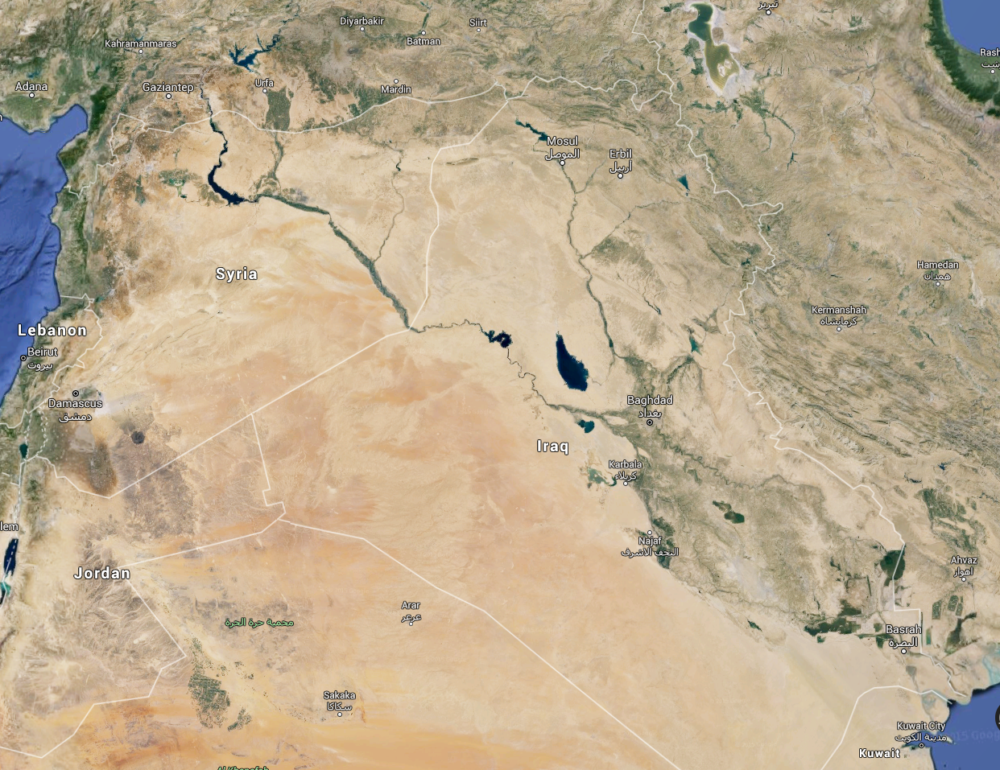 تبريز
Diyarbakir
Siirt
Batman
Kahramanmaras
Adana
Gaziantep
Urfa
Mardin
Mosul
الموصل
Erbil
أربيل
Syria
Hamedan
همدان
Kermanshah
كرمانشاه
Lebanon
Beirut
بيروت
Damascus
دمشق
Baghdad
بغداد
Iraq
Karbala
كربلاء
Najaf
النجف الاشرف
Ahvaz
اهواز
Jordan
Arar
عرعر
محمية حرة الحرة
Basrah
البصرة
Sakaka
سكاكا
Kuwait City
مدينة الكويت
Kuwait